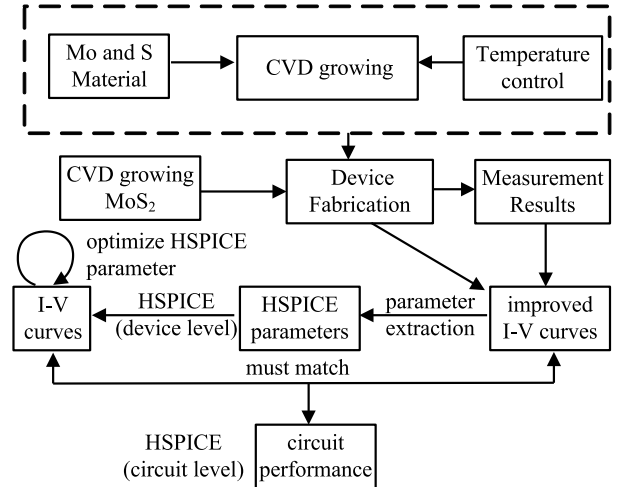 Mo and S
Material
CVD growing
Temperature
control
CVD growing
MoS₂
Device
Fabrication
Measurement
Results
optimize HSPICE
parameter
I-V
curves
HSPICE
(device level)
HSPICE
parameters
parameter
extraction
improved
I-V curves
must match
HSPICE
(circuit level)
circuit
performance